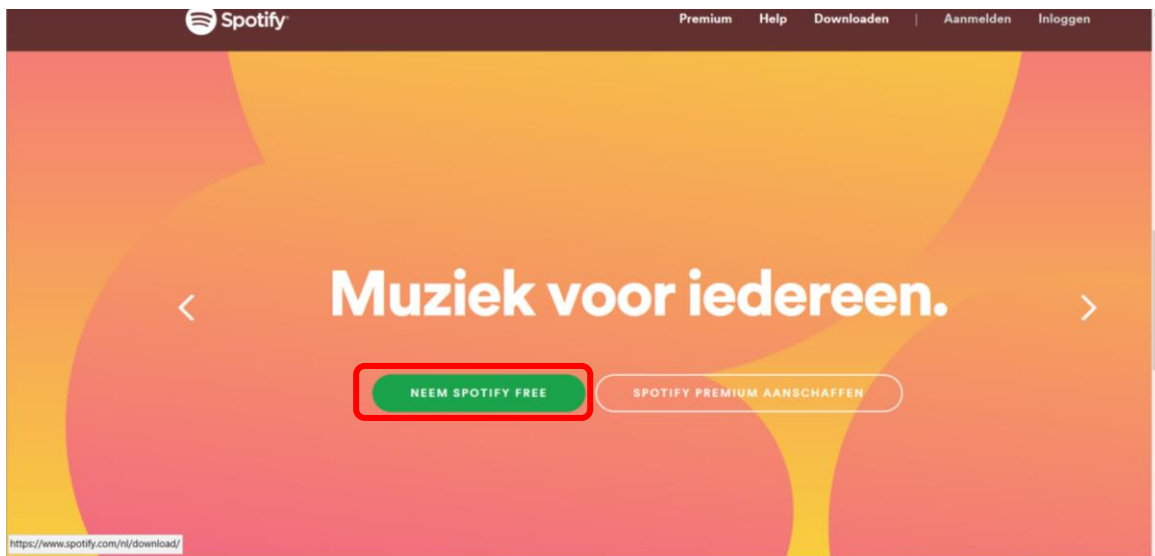 Spotify
Premium Help Downloaden | Aanmelden Inloggen
Muziek voor iedereen.
NEEM SPOTIFY FREE SPOTIFY PREMIUM AANSCHAFFEN
https://www.spotify.com/nl/download/